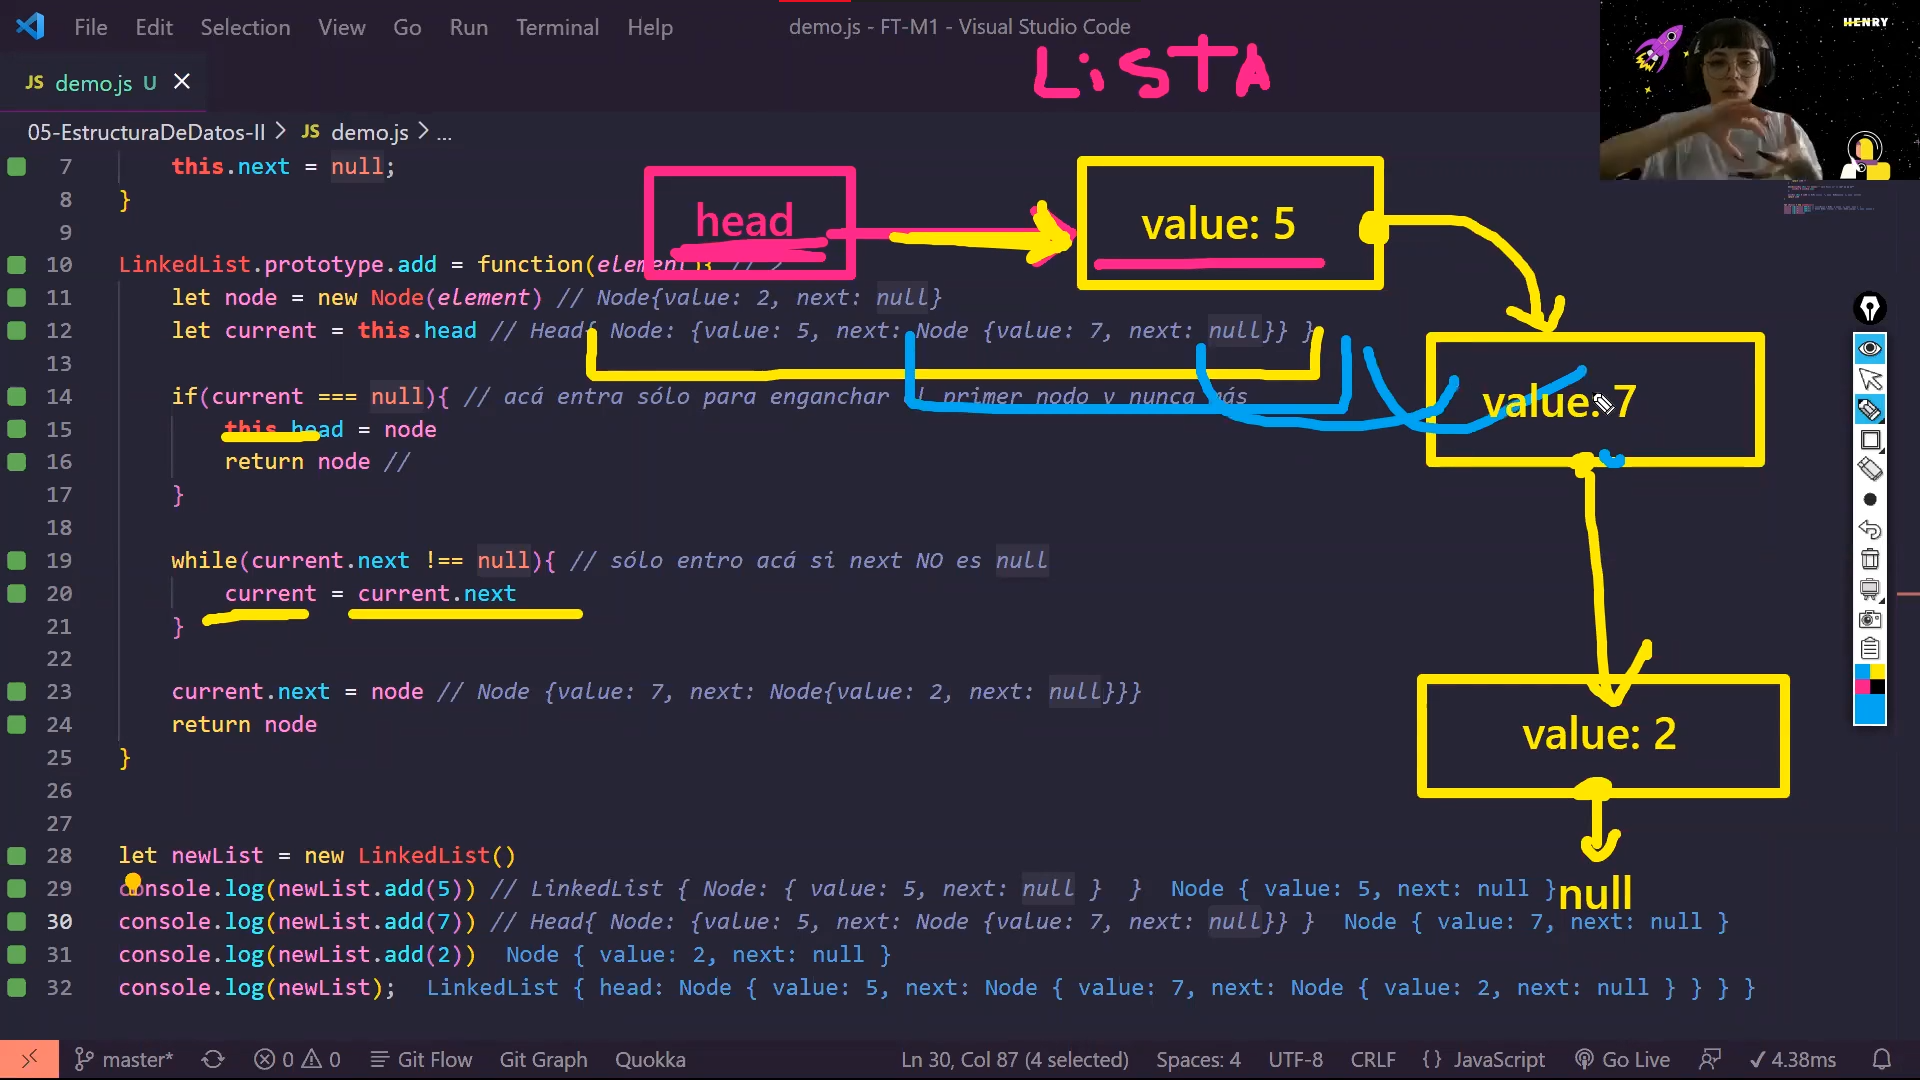 File Edit Selection View Go Run Terminal Help
demo.js - FT-M1 - Visual Studio Code
HENRY
LiSTA
JS demo.js U
05-EstructuraDeDatos-II > JS demo.js > ...
7 this.next = null;
8 }
9
10 LinkedList.prototype.add = function(element){ // 2
11 let node = new Node(element) // Node{value: 2, next: null}
12 let current = this.head // Head{ Node: {value: 5, next: Node {value: 7, next: null}} }
13
14 if(current === null){ // acá entra sólo para enganchar el primer nodo y nunca más
15 this.head = node
16 return node //
17 }
18
19 while(current.next !== null){ // sólo entro acá si next NO es null
20 current = current.next
21 }
22
23 current.next = node // Node {value: 7, next: Node{value: 2, next: null}}}
24 return node
25 }
26
27
28 let newList = new LinkedList()
29 console.log(newList.add(5)) // LinkedList { Node: { value: 5, next: null } } Node { value: 5, next: null }
30 console.log(newList.add(7)) // Head{ Node: {value: 5, next: Node {value: 7, next: null}} } Node { value: 7, next: null }
31 console.log(newList.add(2)) Node { value: 2, next: null }
32 console.log(newList); LinkedList { head: Node { value: 5, next: Node { value: 7, next: Node { value: 2, next: null } } } }
head
value: 5
value: 7
value: 2
null
master* 0 0 Git Flow Git Graph Quokka Ln 30, Col 87 (4 selected) Spaces: 4 UTF-8 CRLF {} JavaScript Go Live ✓ 4.38ms